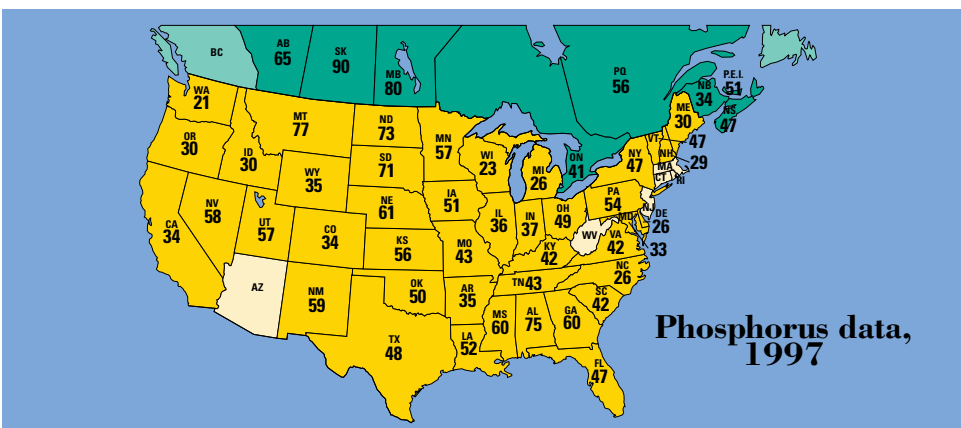 BC
AB
65
SK
90
MB
80
PQ
56
P.E.I.
51
NB
34
NS
47
ON
41
WA
21
MT
77
ND
73
MN
57
ME
30
47
29
VT
NH
MA
CT
RI
NY
47
OR
30
ID
30
WY
35
SD
71
WI
23
MI
26
IA
51
NE
61
PA
54
NJ
DE
26
MD
33
NV
58
UT
57
CO
34
KS
56
MO
43
IL
36
IN
37
OH
49
WV
VA
42
KY
42
CA
34
AZ
NM
59
OK
50
AR
35
TN 43
NC
26
SC
42
MS
60
AL
75
GA
60
TX
48
LA
52
FL
47
Phosphorus data,
1997